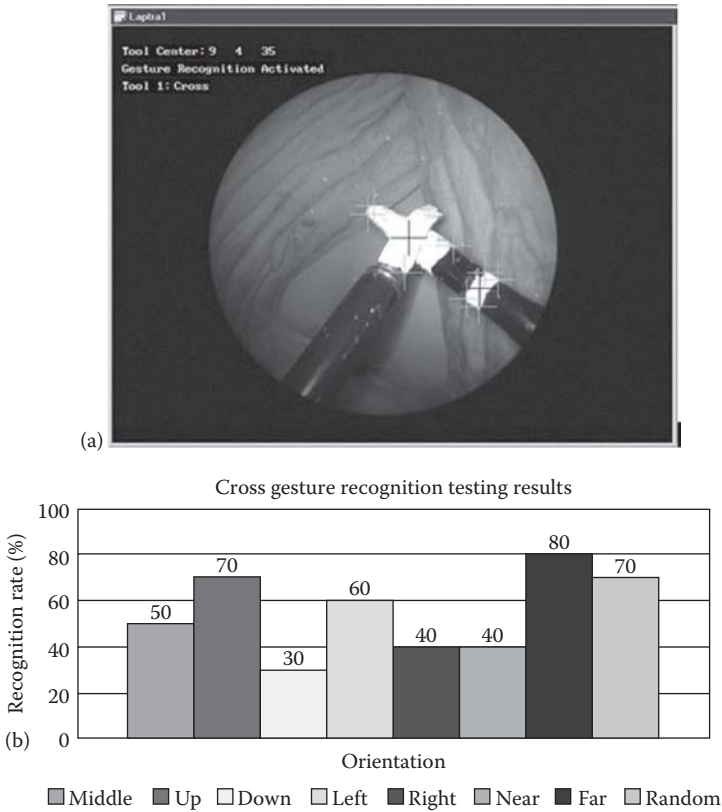 Laptra1
Tool Center: 9 4 35
Gesture Recognition Activated
Tool 1: Cross
(a)
Cross gesture recognition testing results
Recognition rate (%)
100
80
60
40
20
0
50
70
30
60
40
40
80
70
(b)
Orientation
Middle Up Down Left Right Near Far Random